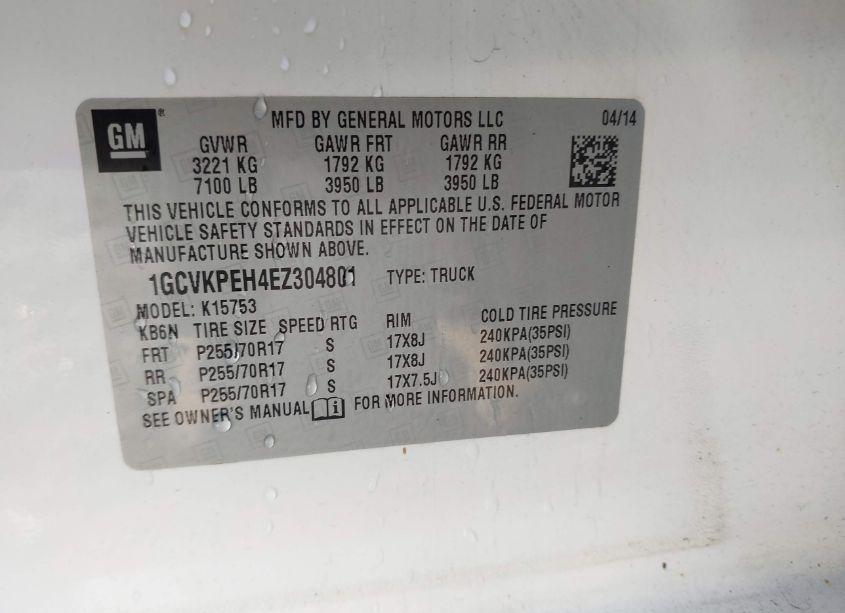 GM ® MFD BY GENERAL MOTORS LLC 04/14
GVWR GAWR FRT GAWR RR
3221 KG 1792 KG 1792 KG
7100 LB 3950 LB 3950 LB
THIS VEHICLE CONFORMS TO ALL APPLICABLE U.S. FEDERAL MOTOR
VEHICLE SAFETY STANDARDS IN EFFECT ON THE DATE OF
MANUFACTURE SHOWN ABOVE.
1GCVKPEH4EZ304801 TYPE: TRUCK
MODEL: K15753
KB6N TIRE SIZE SPEED RTG RIM COLD TIRE PRESSURE
FRT P255/70R17 S 17X8J 240KPA(35PSI)
RR P255/70R17 S 17X8J 240KPA(35PSI)
SPA P255/70R17 S 17X7.5J 240KPA(35PSI)
SEE OWNER'S MANUAL i FOR MORE INFORMATION.